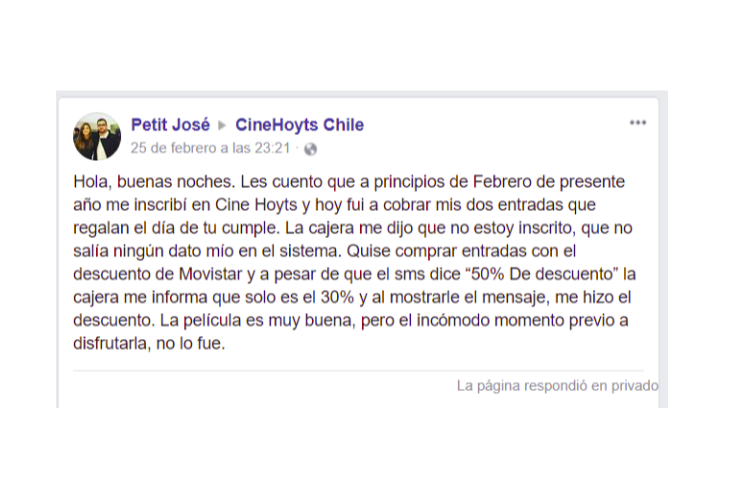 Petit José ▶ CineHoyts Chile
25 de febrero a las 23:21 ·
Hola, buenas noches. Les cuento que a principios de Febrero de presente
año me inscribí en Cine Hoyts y hoy fui a cobrar mis dos entradas que
regalan el día de tu cumple. La cajera me dijo que no estoy inscrito, que no
salía ningún dato mío en el sistema. Quise comprar entradas con el
descuento de Movistar y a pesar de que el sms dice “50% De descuento” la
cajera me informa que solo es el 30% y al mostrarle el mensaje, me hizo el
descuento. La película es muy buena, pero el incómodo momento previo a
disfrutarla, no lo fue.
La página respondió en privado